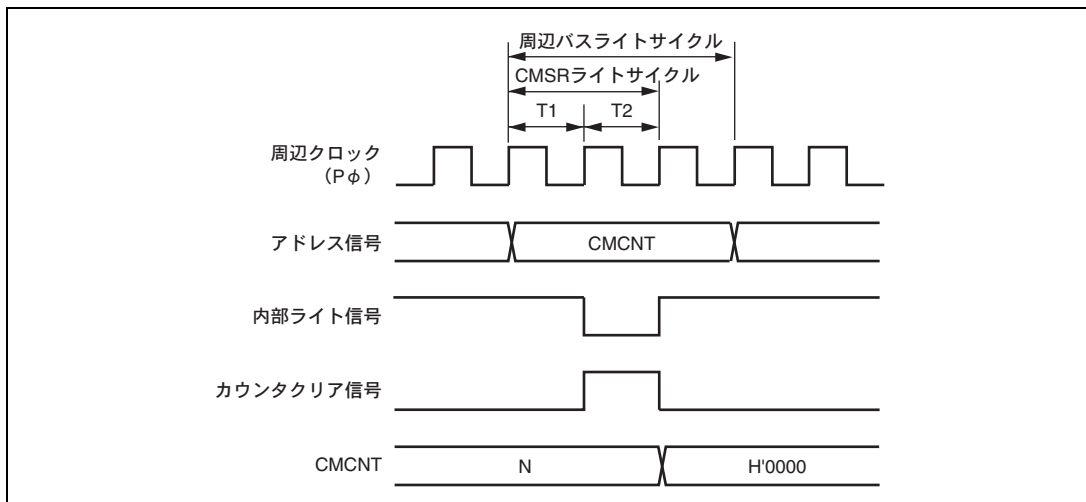 周辺バスライトサイクル
CMSRライトサイクル
T1 T2
周辺クロック
（Pφ）
アドレス信号 CMCNT
内部ライト信号
カウンタクリア信号
CMCNT N H'0000